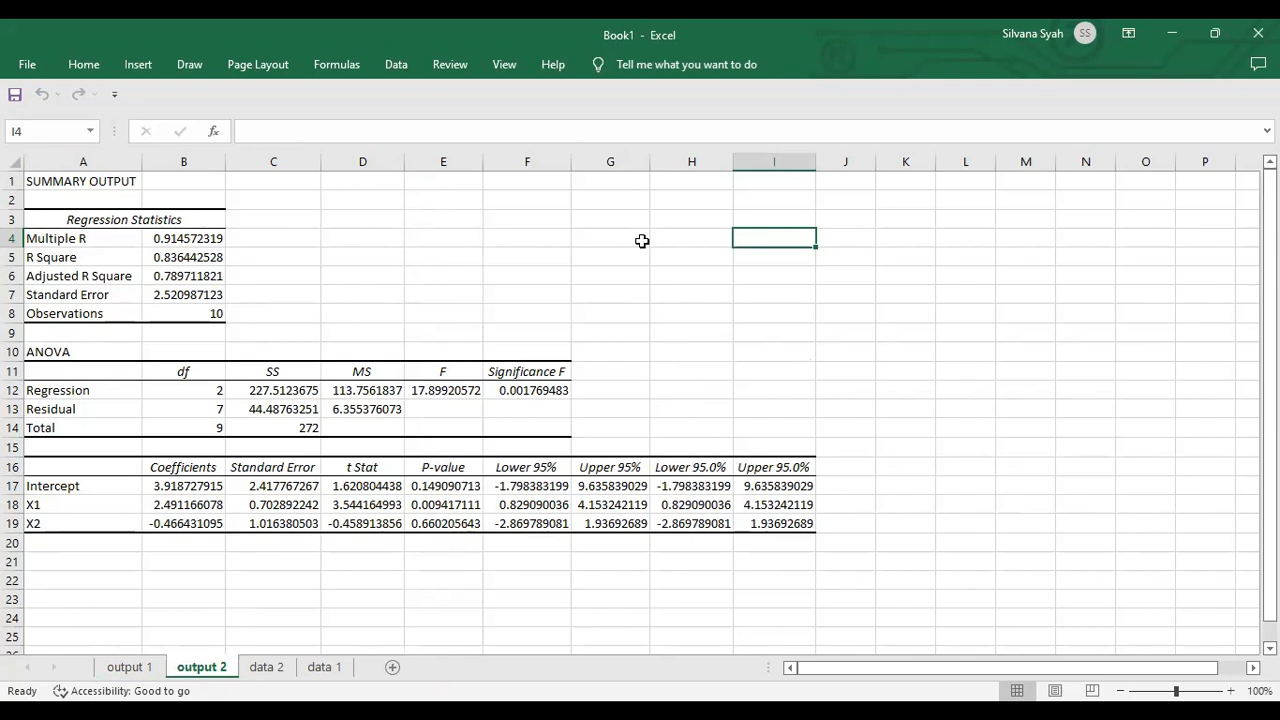 Book1 - Excel
Silvana Syah SS
File Home Insert Draw Page Layout Formulas Data Review View Help Tell me what you want to do
I4 fx
A B C D E F G H I J K L M N O P
1 SUMMARY OUTPUT
2
3 Regression Statistics
4 Multiple R 0.914572319
5 R Square 0.836442528
6 Adjusted R Square 0.789711821
7 Standard Error 2.520987123
8 Observations 10
9
10 ANOVA
11 df SS MS F Significance F
12 Regression 2 227.5123675 113.7561837 17.89920572 0.001769483
13 Residual 7 44.48763251 6.355376073
14 Total 9 272
15
16 Coefficients Standard Error t Stat P-value Lower 95% Upper 95% Lower 95.0% Upper 95.0%
17 Intercept 3.918727915 2.417767267 1.620804438 0.149090713 -1.798383199 9.635839029 -1.798383199 9.635839029
18 X1 2.491166078 0.702892242 3.544164993 0.009417111 0.829090036 4.153242119 0.829090036 4.153242119
19 X2 -0.466431095 1.016380503 -0.458913856 0.660205643 -2.869789081 1.93692689 -2.869789081 1.93692689
20
21
22
23
24
25
26
output 1 output 2 data 2 data 1
Ready Accessibility: Good to go 100%